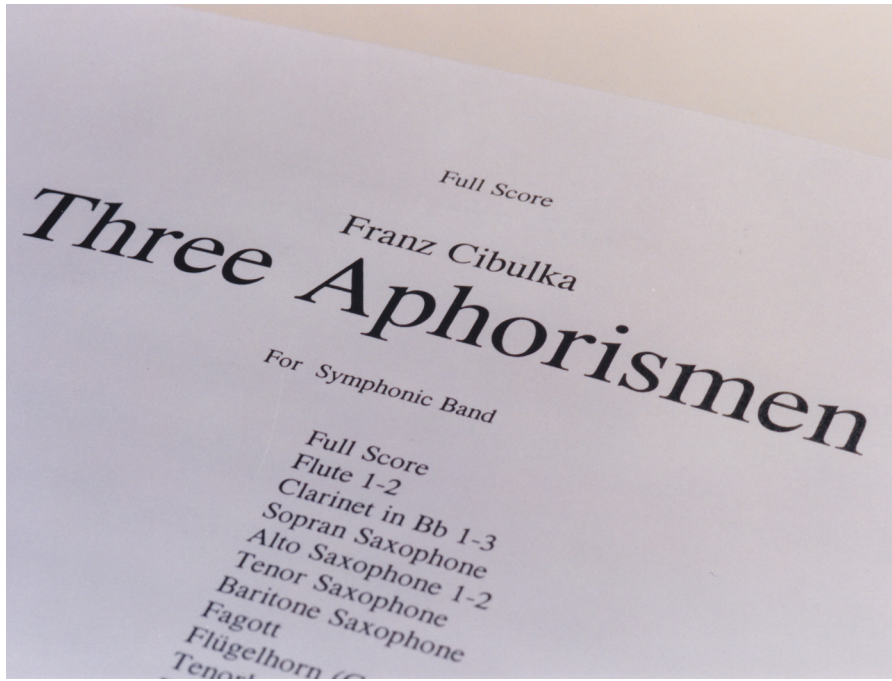 Full Score
Franz Cibulka
Three Aphorismen
For Symphonic Band
Full Score
Flute 1-2
Clarinet in Bb 1-3
Sopran Saxophone
Alto Saxophone 1-2
Tenor Saxophone
Baritone Saxophone
Fagott
Flügelhorn